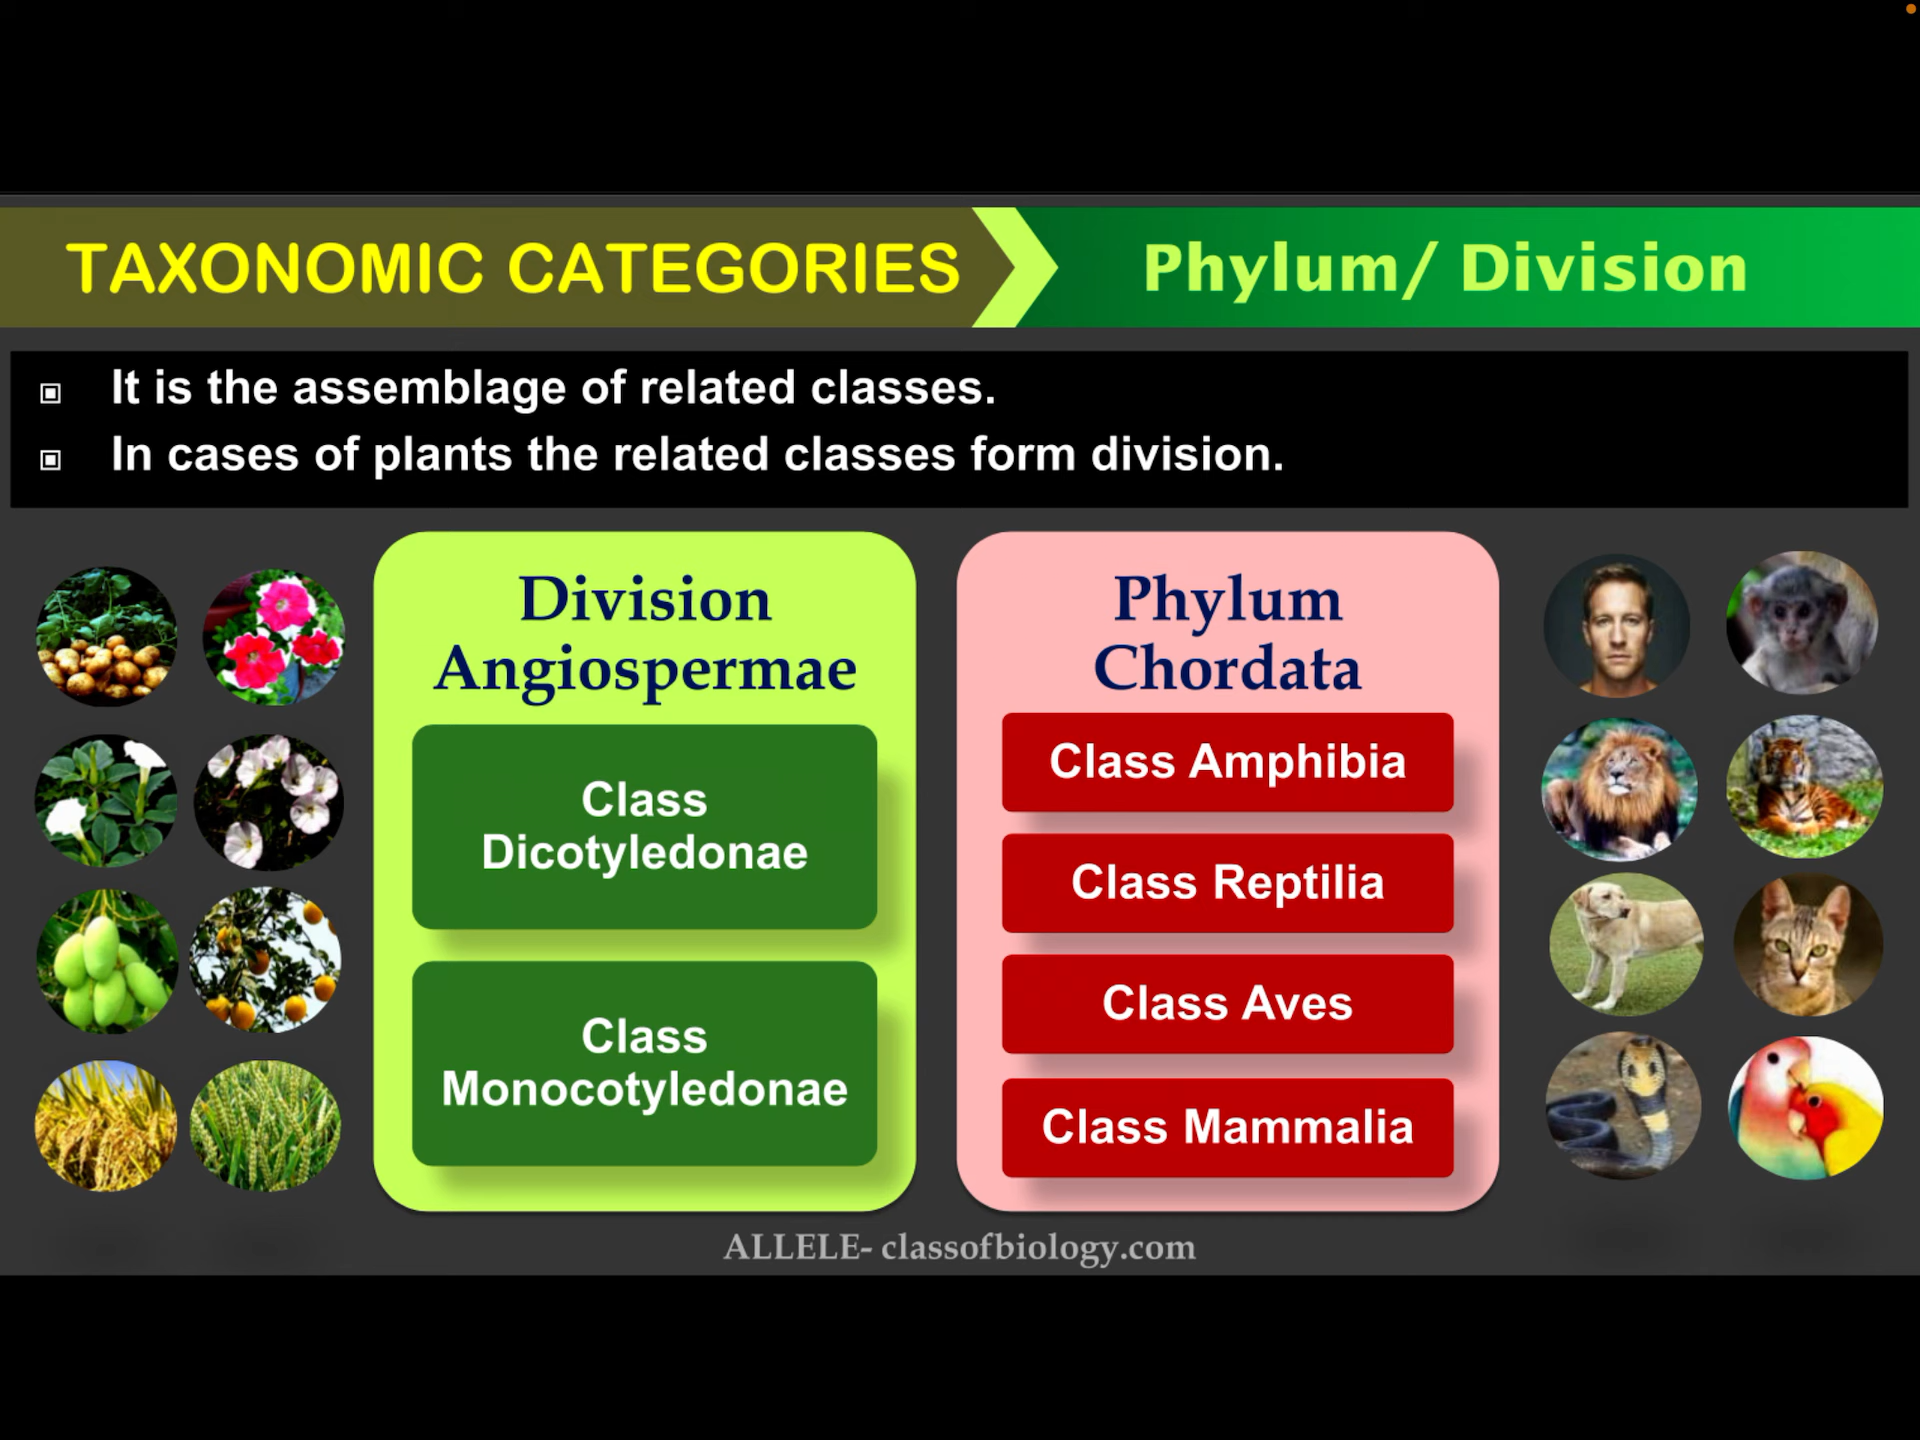 TAXONOMIC CATEGORIES
Phylum/ Division
It is the assemblage of related classes.
In cases of plants the related classes form division.
Division
Angiospermae
Class
Dicotyledonae
Class
Monocotyledonae
Phylum
Chordata
Class Amphibia
Class Reptilia
Class Aves
Class Mammalia
ALLELE- classofbiology.com